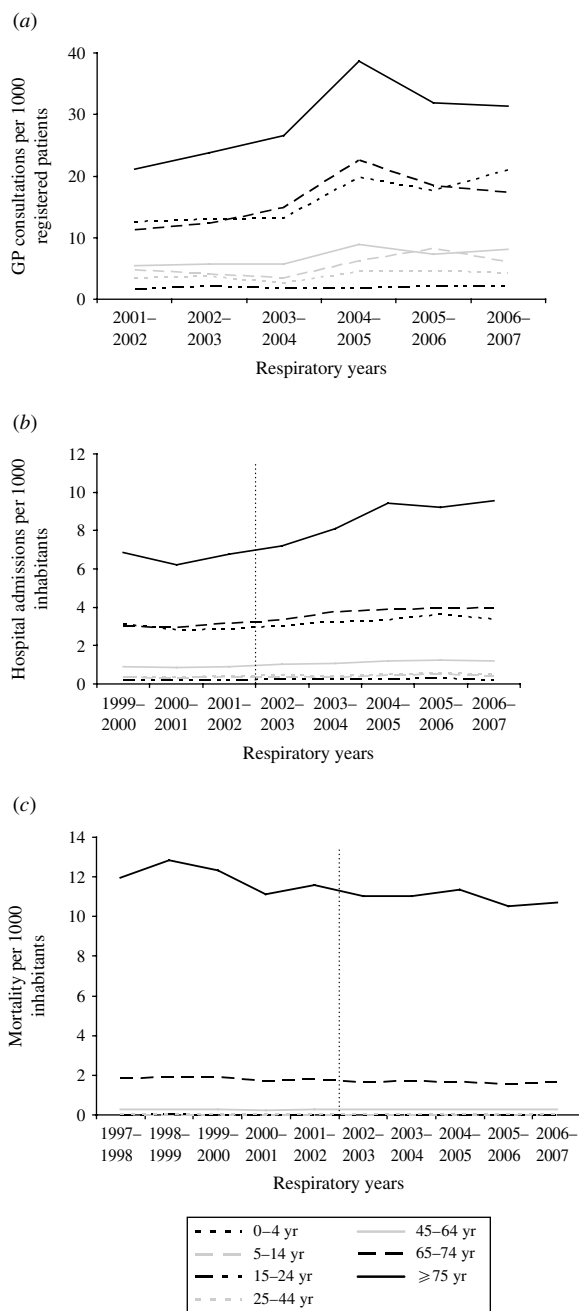 (a)
GP consultations per 1000
registered patients
40
30
20
10
0
2001– 2002– 2003– 2004– 2005– 2006–
2002 2003 2004 2005 2006 2007
Respiratory years
(b)
Hospital admissions per 1000
inhabitants
12
10
8
6
4
2
0
1999– 2000– 2001– 2002– 2003– 2004– 2005– 2006–
2000 2001 2002 2003 2004 2005 2006 2007
Respiratory years
(c)
Mortality per 1000
inhabitants
14
12
10
8
6
4
2
0
1997– 1998– 1999– 2000– 2001– 2002– 2003– 2004– 2005– 2006–
1998 1999 2000 2001 2002 2003 2004 2005 2006 2007
Respiratory years
0–4 yr 45–64 yr
5–14 yr 65–74 yr
15–24 yr ⩾75 yr
25–44 yr